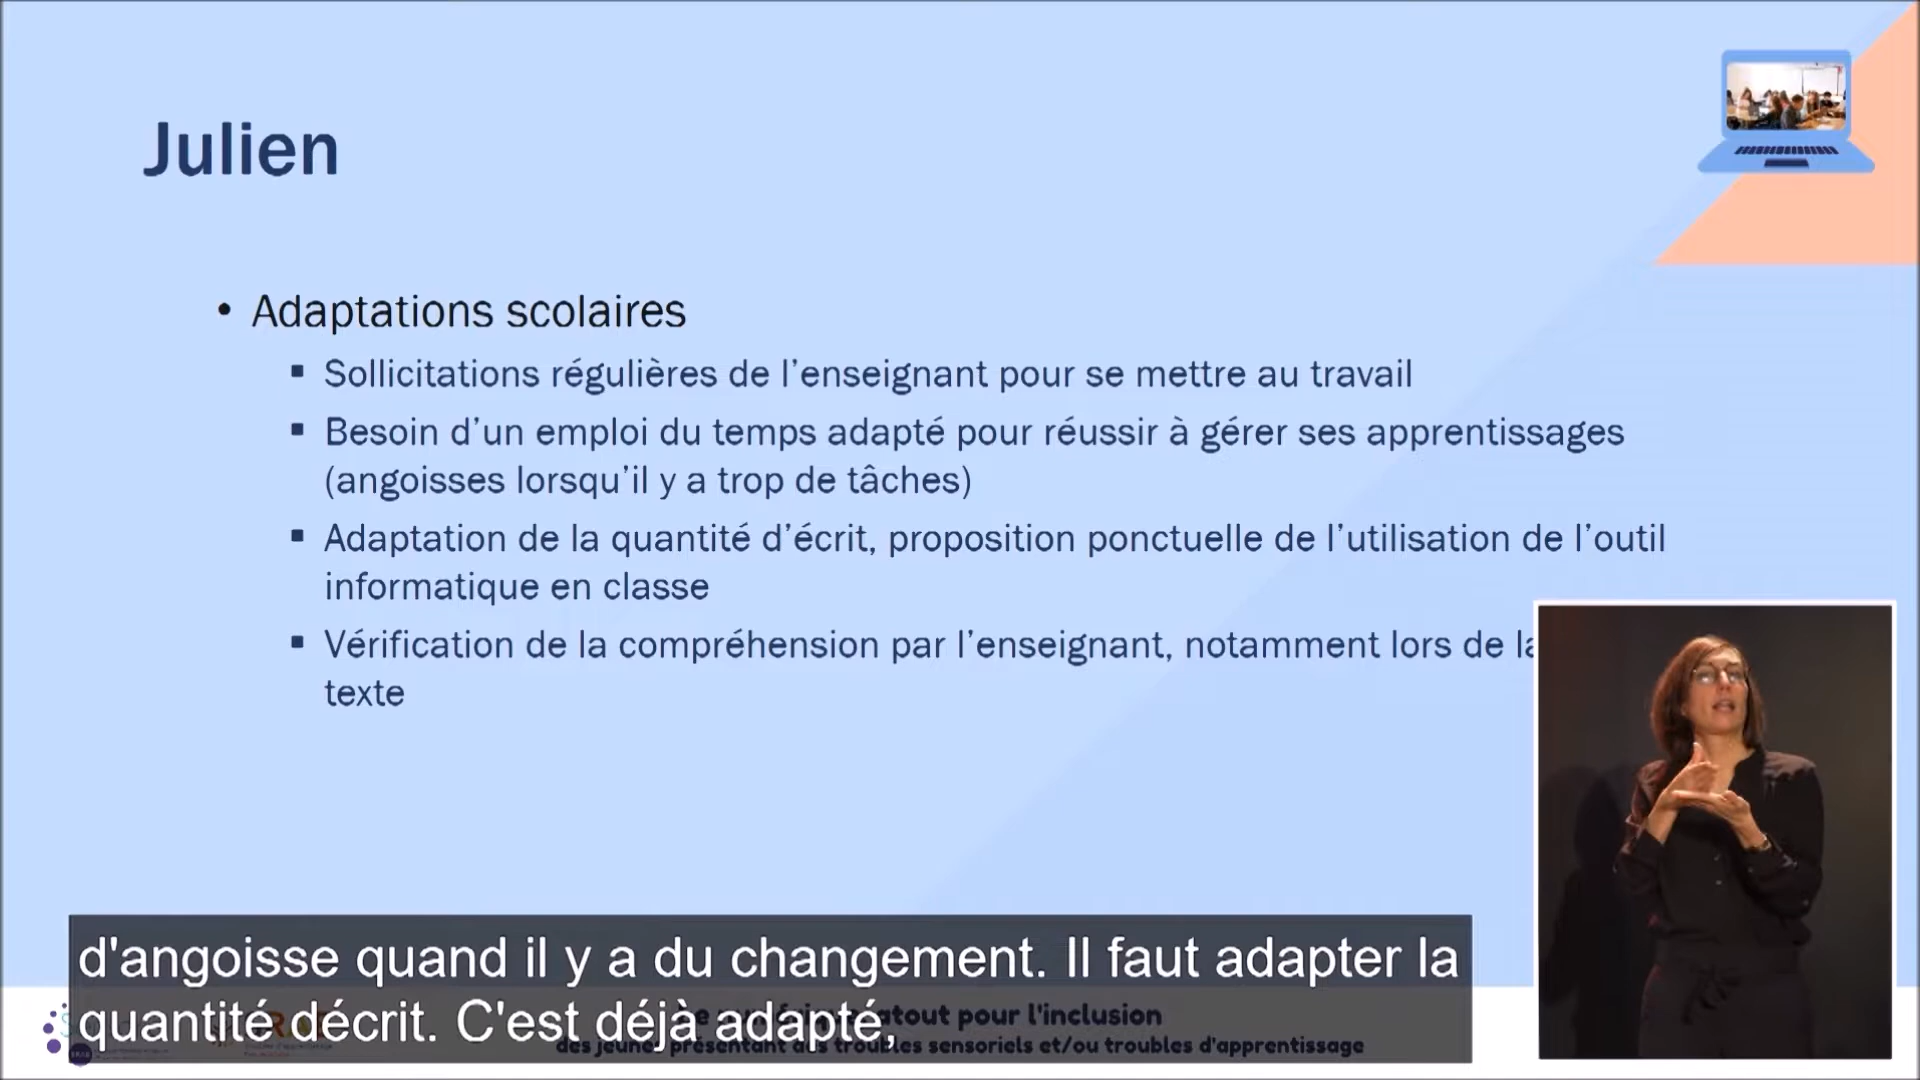 Julien
• Adaptations scolaires
▪ Sollicitations régulières de l'enseignant pour se mettre au travail
▪ Besoin d'un emploi du temps adapté pour réussir à gérer ses apprentissages
(angoisses lorsqu'il y a trop de tâches)
▪ Adaptation de la quantité d'écrit, proposition ponctuelle de l'utilisation de l'outil
informatique en classe
▪ Vérification de la compréhension par l'enseignant, notamment lors de
texte
d'angoisse quand il y a du changement. Il faut adapter la
quantité décrit. C'est déjà adapté,
atout pour l'inclusion
des jeunes présentant des troubles sensoriels et/ou troubles d'apprentissage